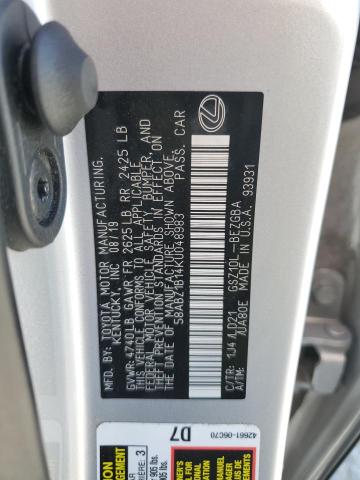 MFD. BY: TOYOTA MOTOR MANUFACTURING,
KENTUCKY, INC. 08/19
GVWR: 4740LB GAWR FR 2625 LB RR 2425 LB
THIS VEHICLE CONFORMS TO ALL APPLICABLE
FEDERAL MOTOR VEHICLE SAFETY, BUMPER, AND
THEFT PREVENTION STANDARDS IN EFFECT ON THE
DATE OF MANUFACTURE SHOWN ABOVE.
58ABZ1B14KU048983 PASS. CAR
C/TR: 1J4 /LD21 GSZ10L-BEZGBA
A/TM: /UA80E MADE IN U.S.A. 93931
D7
42661-06C70